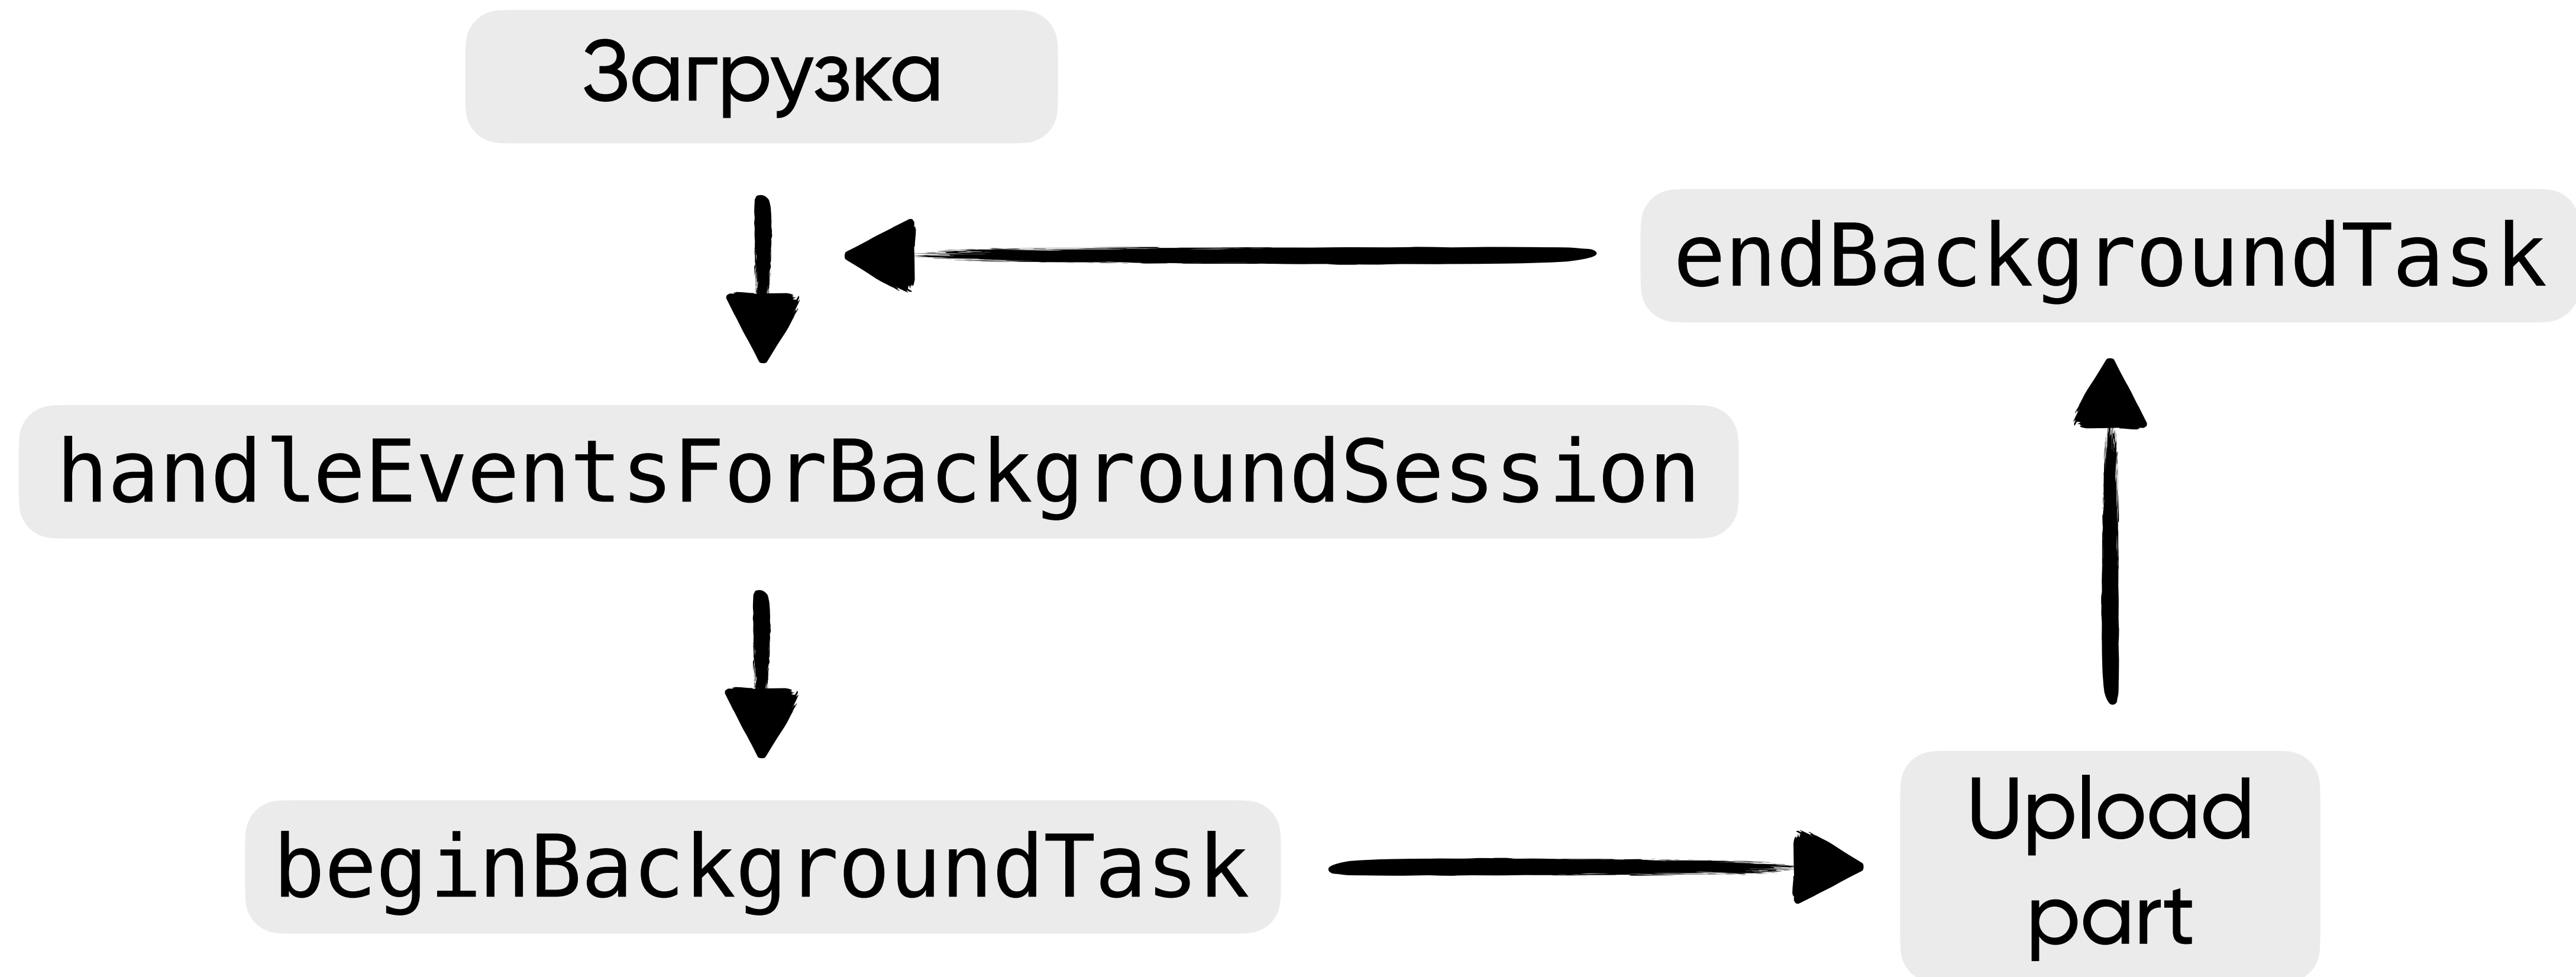 Загрузка
endBackgroundTask
handleEventsForBackgroundSession
beginBackgroundTask
Upload
part